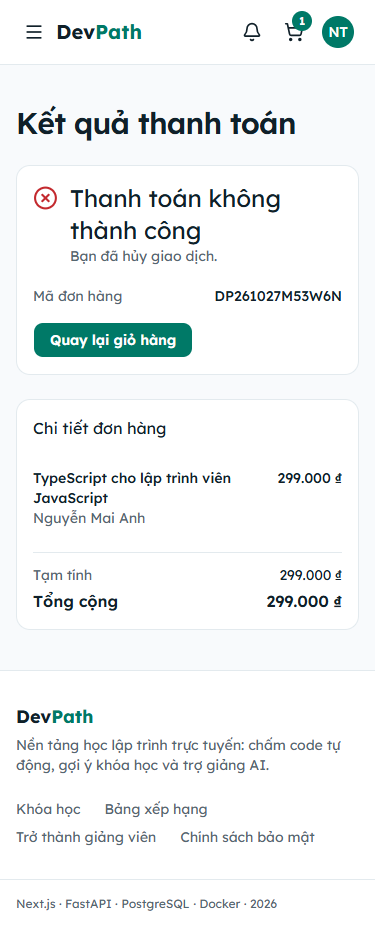 DevPath
1
NT
Kết quả thanh toán
Thanh toán không
thành công
Bạn đã hủy giao dịch.
Mã đơn hàng DP261027M53W6N
Quay lại giỏ hàng
Chi tiết đơn hàng
TypeScript cho lập trình viên 299.000 ₫
JavaScript
Nguyễn Mai Anh
Tạm tính 299.000 ₫
Tổng cộng 299.000 ₫
DevPath
Nền tảng học lập trình trực tuyến: chấm code tự
động, gợi ý khóa học và trợ giảng AI.
Khóa học Bảng xếp hạng
Trở thành giảng viên Chính sách bảo mật
Next.js · FastAPI · PostgreSQL · Docker · 2026